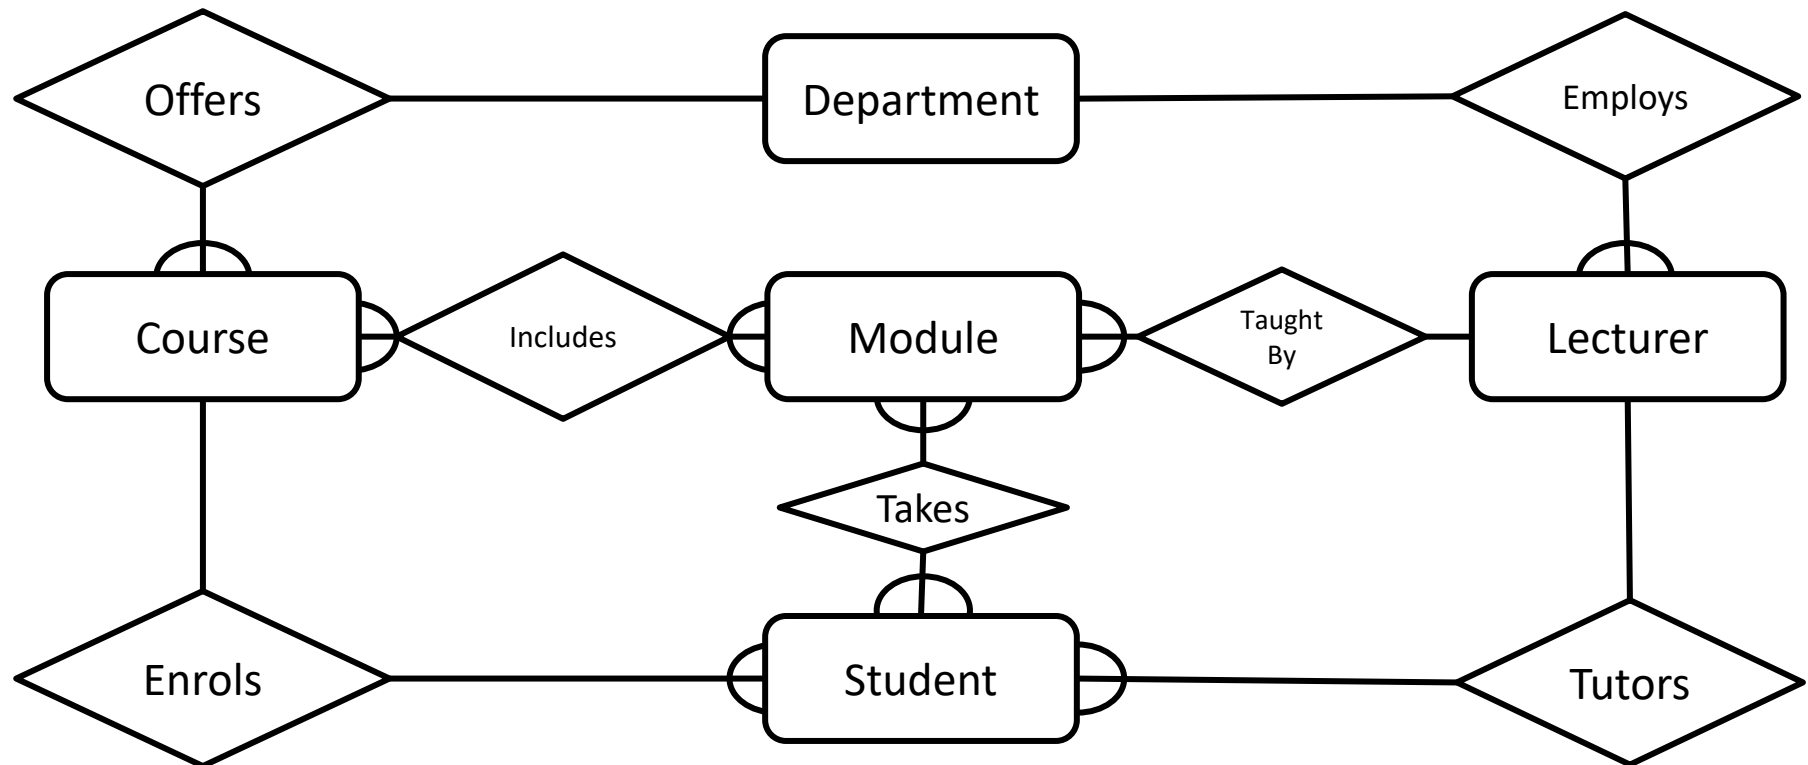 Offers
Department
Employs
Course
Includes
Module
Taught
By
Lecturer
Takes
Enrols
Student
Tutors